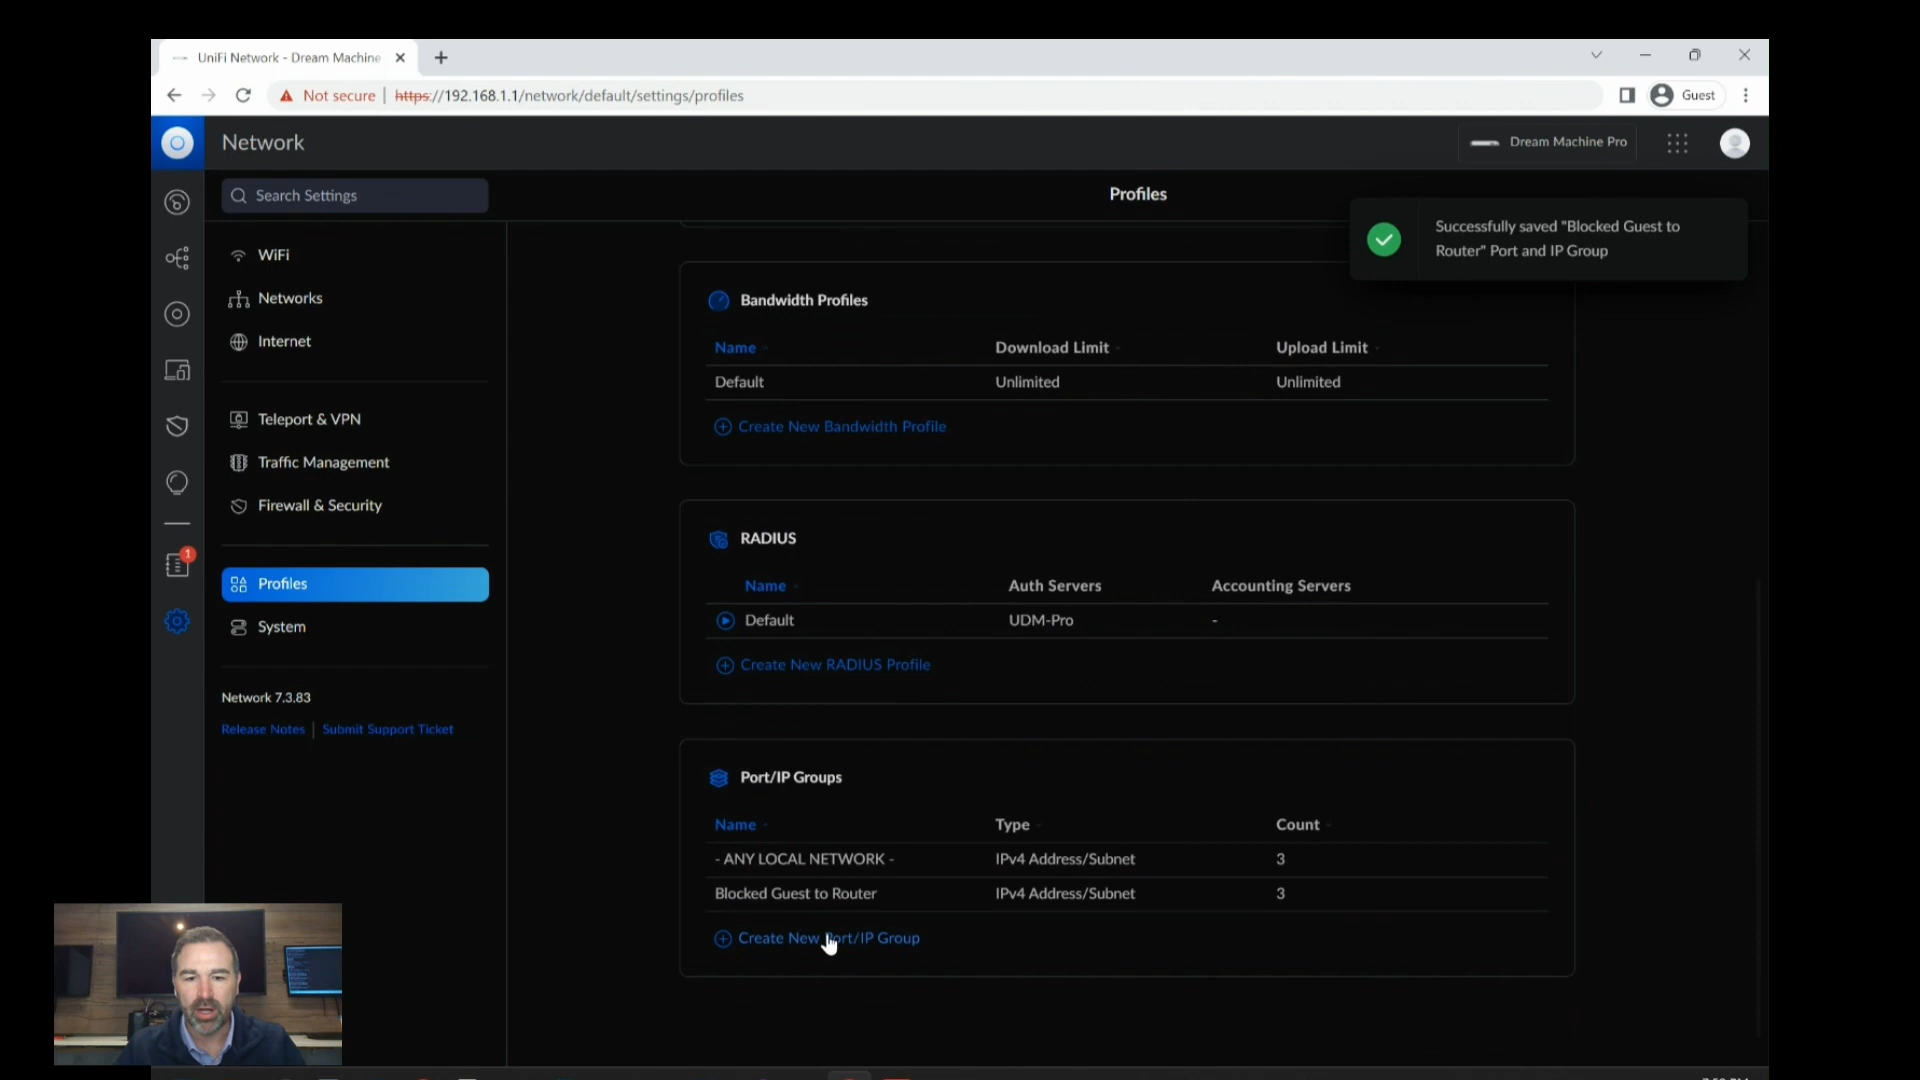 UniFi Network - Dream Machine
Not secure | https://192.168.1.1/network/default/settings/profiles
Guest
Network
Dream Machine Pro
Search Settings
Profiles
Successfully saved "Blocked Guest to
Router" Port and IP Group
WiFi
Networks
Internet
Teleport & VPN
Traffic Management
Firewall & Security
1
Profiles
System
Network 7.3.83
Release Notes | Submit Support Ticket
Bandwidth Profiles
Name Download Limit Upload Limit
Default Unlimited Unlimited
Create New Bandwidth Profile
RADIUS
Name Auth Servers Accounting Servers
Default UDM-Pro -
Create New RADIUS Profile
Port/IP Groups
Name Type Count
- ANY LOCAL NETWORK - IPv4 Address/Subnet 3
Blocked Guest to Router IPv4 Address/Subnet 3
Create New Port/IP Group